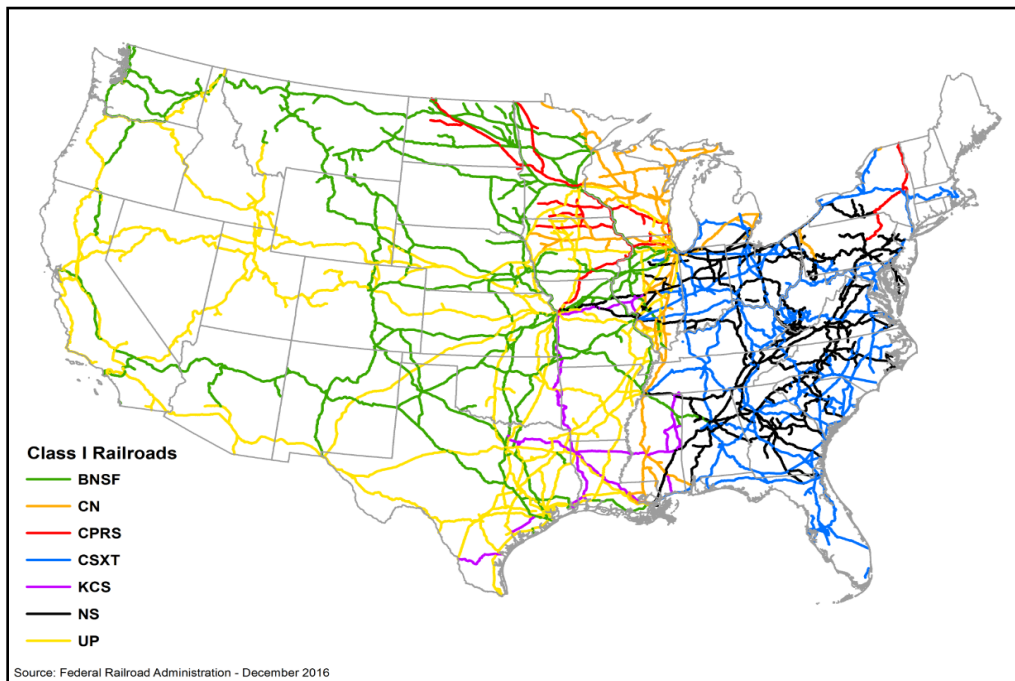 Class I Railroads
BNSF
CN
CPRS
CSXT
KCS
NS
UP
Source: Federal Railroad Administration - December 2016